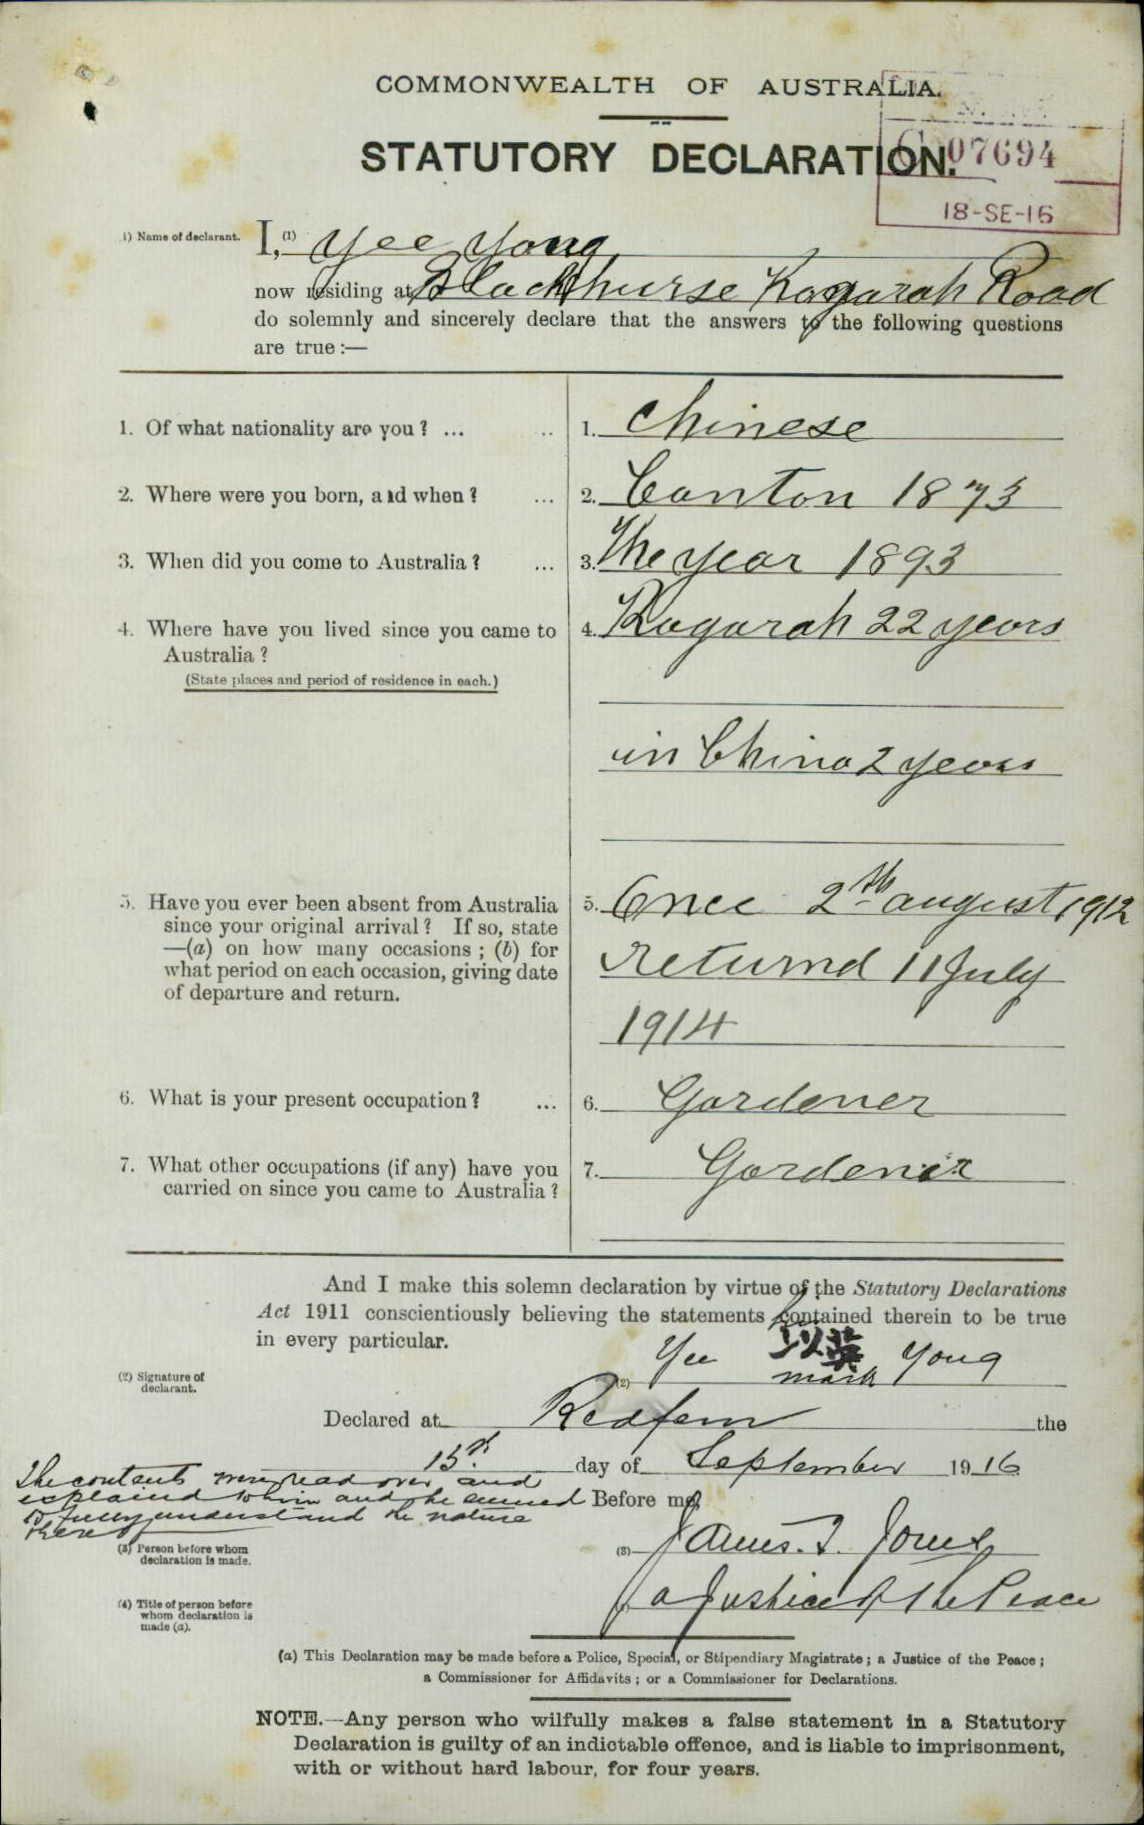 COMMONWEALTH OF AUSTRALIA.
STATUTORY DECLARATION.
C 07694
18-SE-16
(1) Name of declarant. I, (1) Yee Young
now residing at Blackhurse Kogarah Road
do solemnly and sincerely declare that the answers to the following questions
are true :—
1. Of what nationality are you ? ... .. 1. Chinese
2. Where were you born, and when ? ... 2. Canton 1873
3. When did you come to Australia ? ... 3. The year 1893
4. Where have you lived since you came to 4. Kogarah 22 years
Australia ?
(State places and period of residence in each.)
in China 2 years
5. Have you ever been absent from Australia 5. Once 2th august 1912
since your original arrival ? If so, state
—(a) on how many occasions ; (b) for
what period on each occasion, giving date returnd 11 July
of departure and return.
1914
6. What is your present occupation ? ... 6. Gardener
7. What other occupations (if any) have you 7. Gardener
carried on since you came to Australia ?
And I make this solemn declaration by virtue of the Statutory Declarations
Act 1911 conscientiously believing the statements contained therein to be true
in every particular.
(2) Signature of declarant. (2) Yee 以英 Young
mark
Declared at Redfern the
15th day of September 1916
The contents were read over and
explained to him and he seemed
to fully understand the nature
thereof
Before me,
(3) Person before whom declaration is made. (3) James T. Jones
(4) Title of person before whom declaration is made (a). a Justice of the Peace
(a) This Declaration may be made before a Police, Special, or Stipendiary Magistrate ; a Justice of the Peace ;
a Commissioner for Affidavits ; or a Commissioner for Declarations.
NOTE.—Any person who wilfully makes a false statement in a Statutory
Declaration is guilty of an indictable offence, and is liable to imprisonment,
with or without hard labour, for four years.